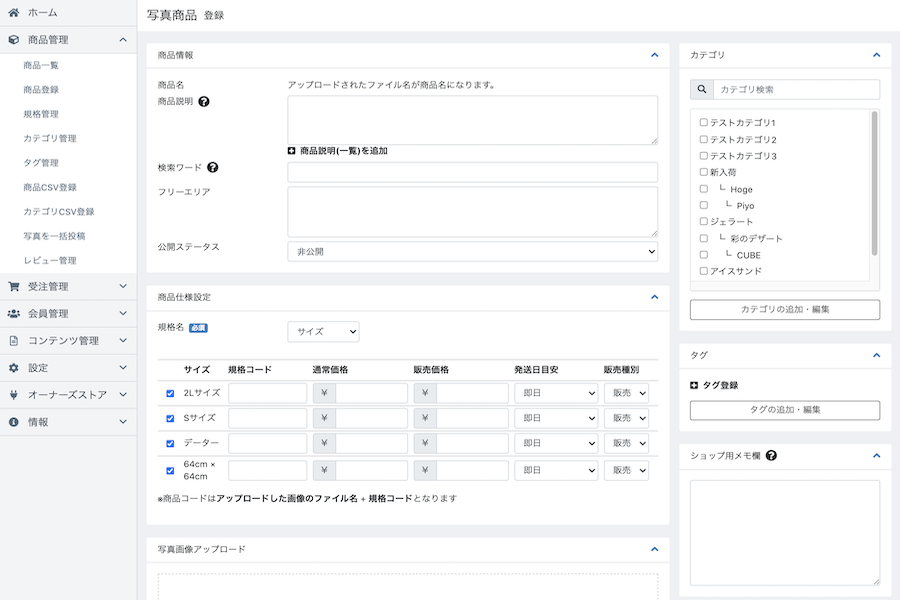 ホーム
商品管理
商品一覧
商品登録
規格管理
カテゴリ管理
タグ管理
商品CSV登録
カテゴリCSV登録
写真を一括投稿
レビュー管理
受注管理
会員管理
コンテンツ管理
設定
オーナーズストア
情報
写真商品 登録
商品情報
商品名 アップロードされたファイル名が商品名になります。
商品説明
商品説明(一覧)を追加
検索ワード
フリーエリア
公開ステータス 非公開
商品仕様設定
規格名 必須 サイズ
サイズ 規格コード 通常価格 販売価格 発送日目安 販売種別
2Lサイズ ¥ ¥ 即日 販売
Sサイズ ¥ ¥ 即日 販売
データー ¥ ¥ 即日 販売
64cm ×
64cm ¥ ¥ 即日 販売
※商品コードはアップロードした画像のファイル名 + 規格コードとなります
写真画像アップロード
カテゴリ
カテゴリ検索
テストカテゴリ1
テストカテゴリ2
テストカテゴリ3
新入荷
└ Hoge
└ Piyo
ジェラート
└ 彩のデザート
└ CUBE
アイスサンド
カテゴリの追加・編集
タグ
タグ登録
タグの追加・編集
ショップ用メモ欄